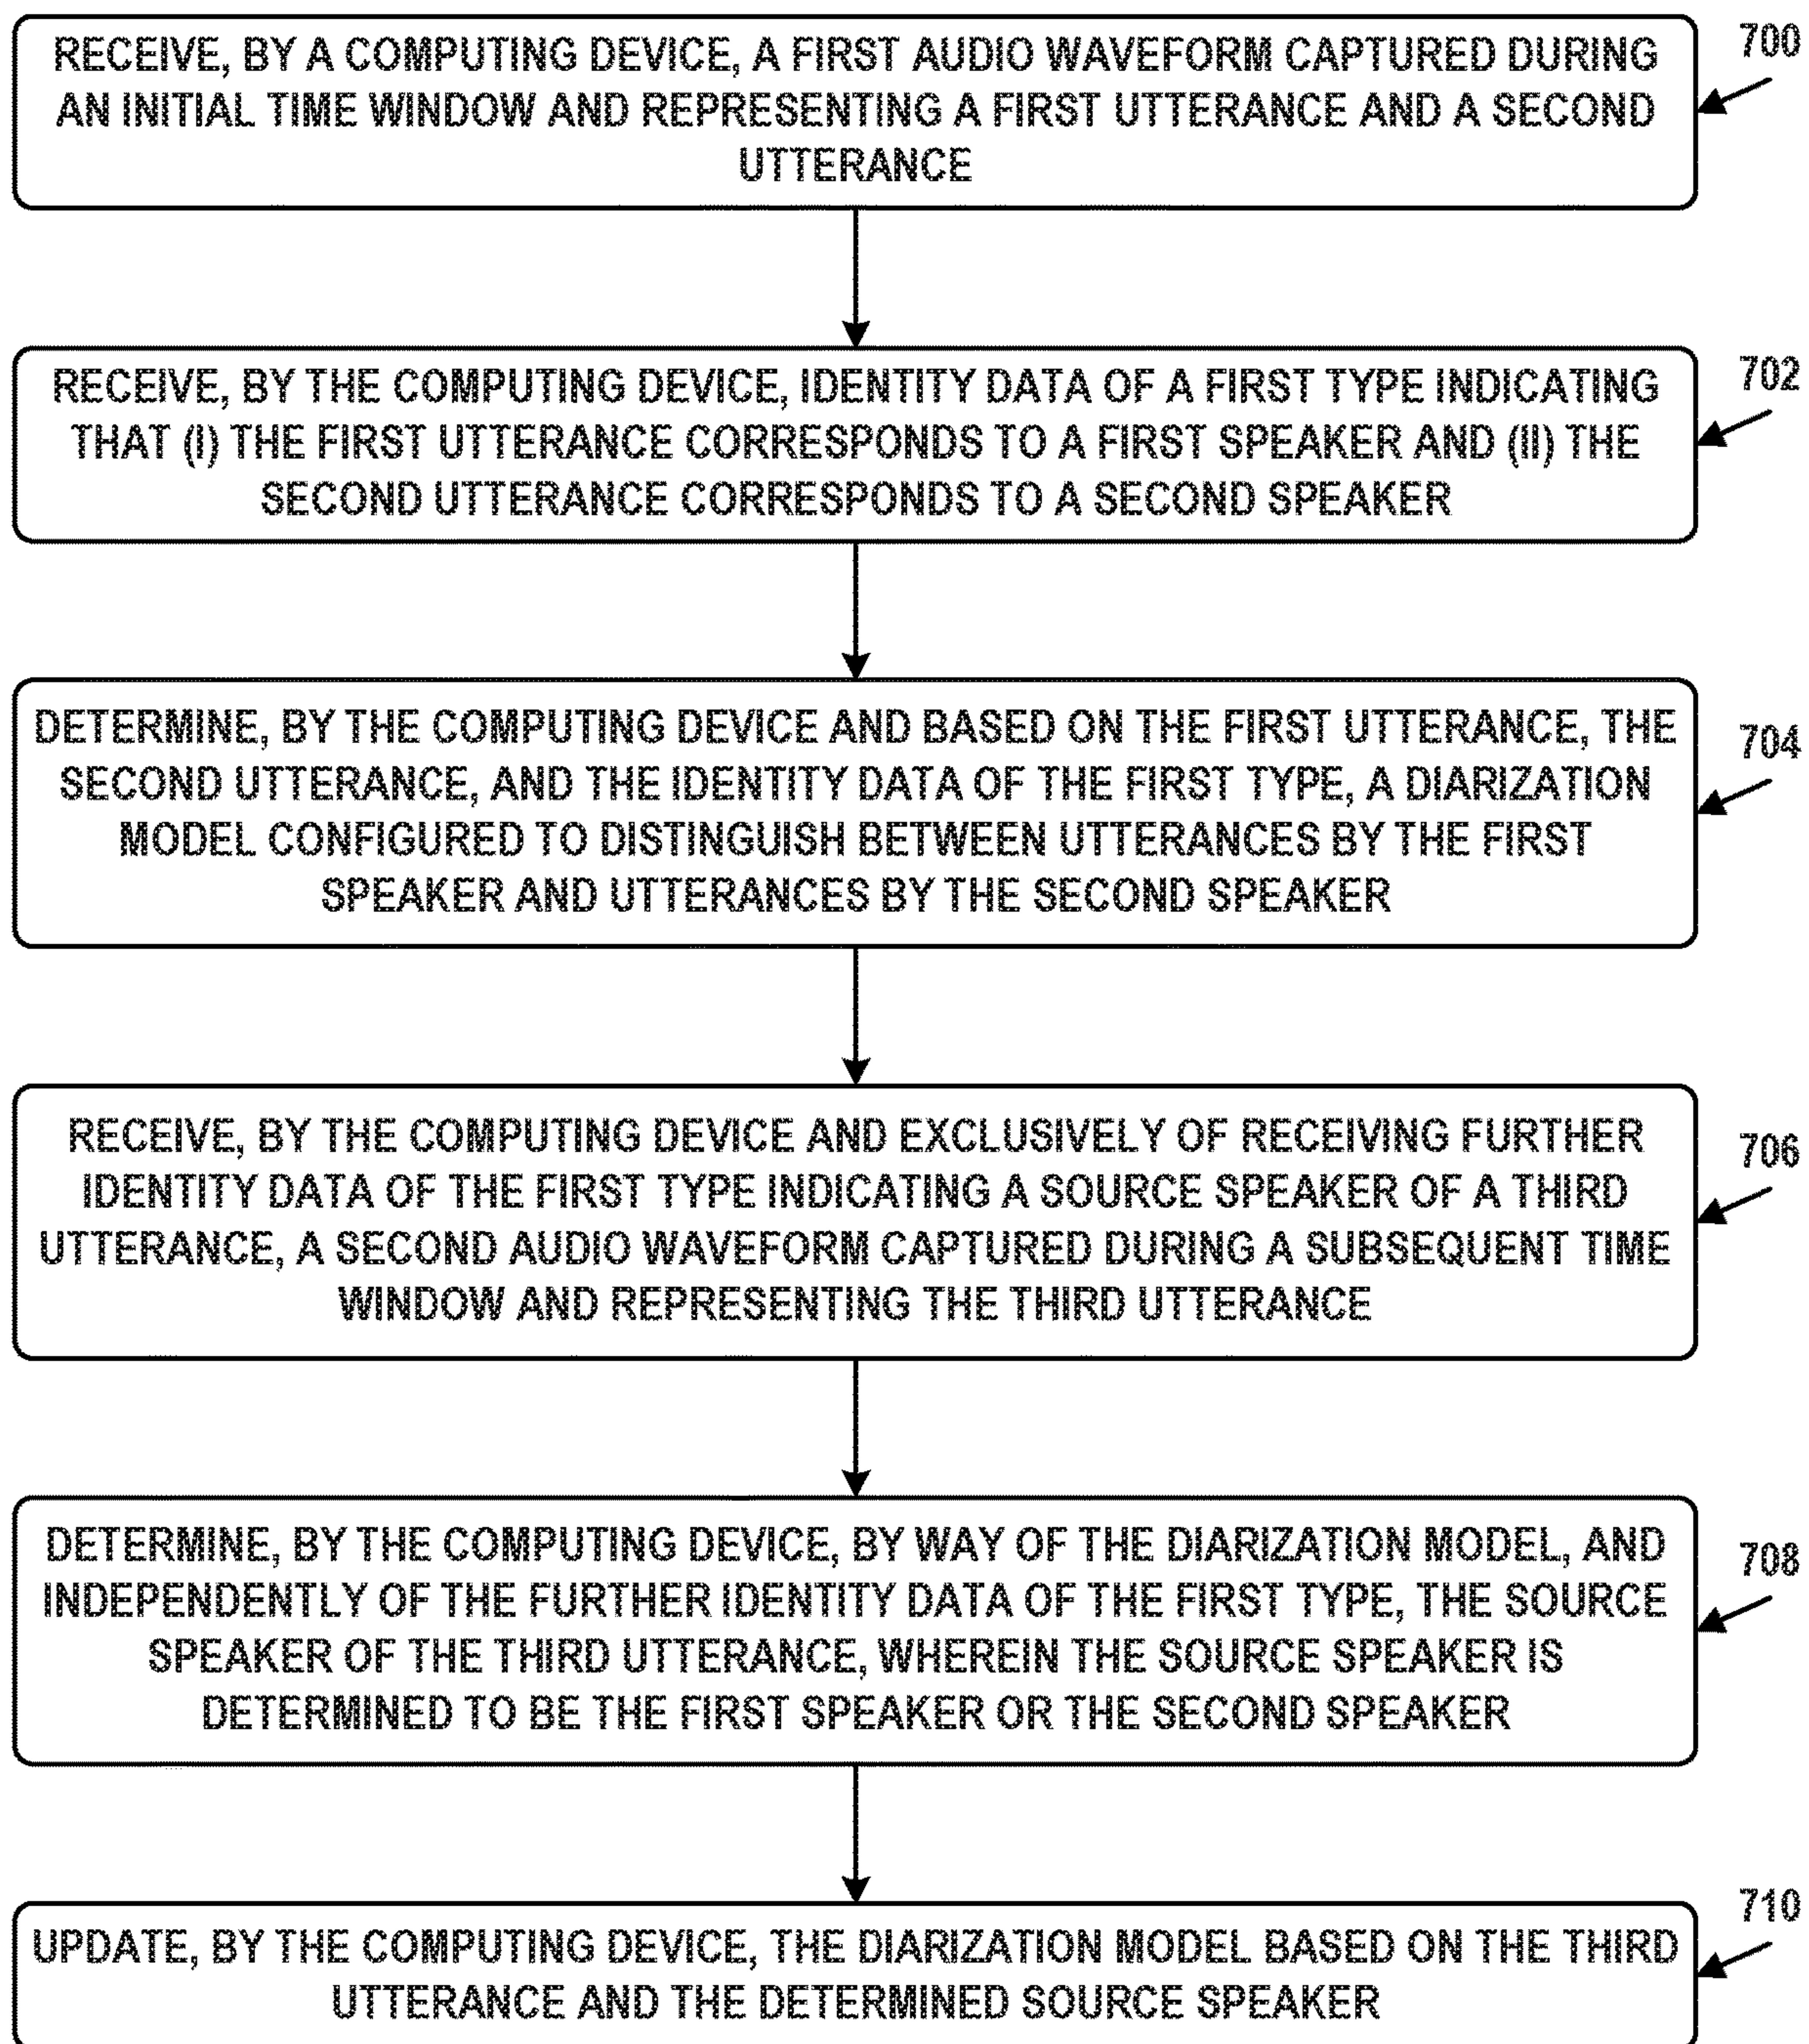 RECEIVE, BY A COMPUTING DEVICE, A FIRST AUDIO WAVEFORM CAPTURED DURING
AN INITIAL TIME WINDOW AND REPRESENTING A FIRST UTTERANCE AND A SECOND
UTTERANCE
700
RECEIVE, BY THE COMPUTING DEVICE, IDENTITY DATA OF A FIRST TYPE INDICATING
THAT (I) THE FIRST UTTERANCE CORRESPONDS TO A FIRST SPEAKER AND (II) THE
SECOND UTTERANCE CORRESPONDS TO A SECOND SPEAKER
702
DETERMINE, BY THE COMPUTING DEVICE AND BASED ON THE FIRST UTTERANCE, THE
SECOND UTTERANCE, AND THE IDENTITY DATA OF THE FIRST TYPE, A DIARIZATION
MODEL CONFIGURED TO DISTINGUISH BETWEEN UTTERANCES BY THE FIRST
SPEAKER AND UTTERANCES BY THE SECOND SPEAKER
704
RECEIVE, BY THE COMPUTING DEVICE AND EXCLUSIVELY OF RECEIVING FURTHER
IDENTITY DATA OF THE FIRST TYPE INDICATING A SOURCE SPEAKER OF A THIRD
UTTERANCE, A SECOND AUDIO WAVEFORM CAPTURED DURING A SUBSEQUENT TIME
WINDOW AND REPRESENTING THE THIRD UTTERANCE
706
DETERMINE, BY THE COMPUTING DEVICE, BY WAY OF THE DIARIZATION MODEL, AND
INDEPENDENTLY OF THE FURTHER IDENTITY DATA OF THE FIRST TYPE, THE SOURCE
SPEAKER OF THE THIRD UTTERANCE, WHEREIN THE SOURCE SPEAKER IS
DETERMINED TO BE THE FIRST SPEAKER OR THE SECOND SPEAKER
708
UPDATE, BY THE COMPUTING DEVICE, THE DIARIZATION MODEL BASED ON THE THIRD
UTTERANCE AND THE DETERMINED SOURCE SPEAKER
710